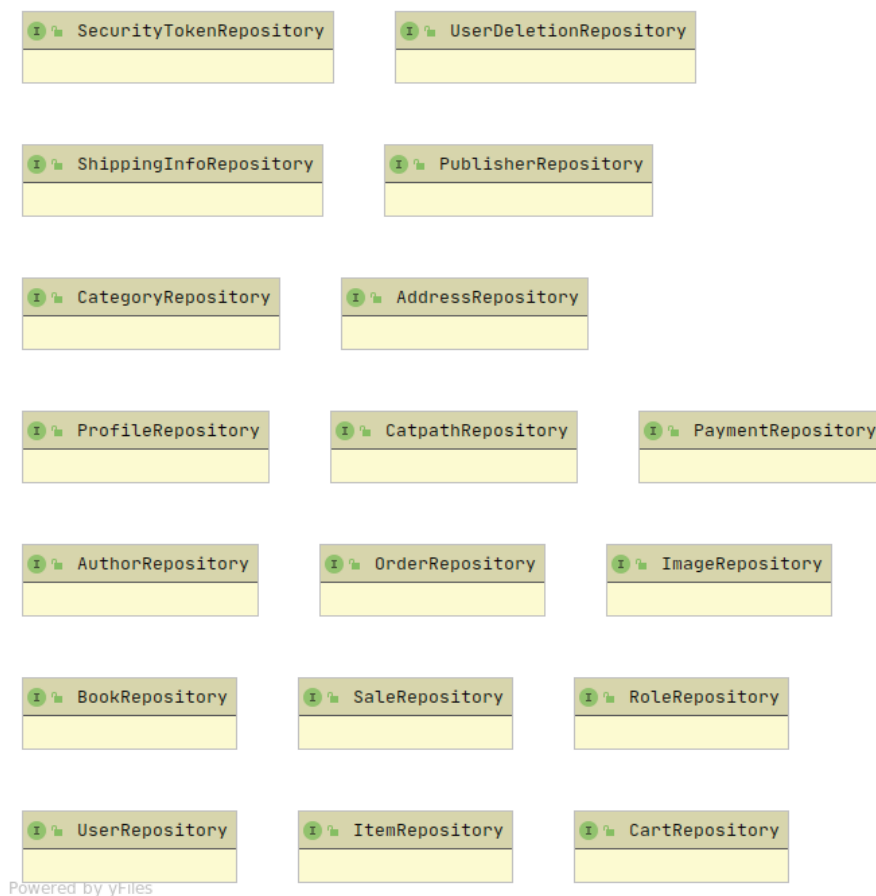 I SecurityTokenRepository I UserDeletionRepository
I ShippingInfoRepository I PublisherRepository
I CategoryRepository I AddressRepository
I ProfileRepository I CatpathRepository I PaymentRepository
I AuthorRepository I OrderRepository I ImageRepository
I BookRepository I SaleRepository I RoleRepository
I UserRepository I ItemRepository I CartRepository
Powered by yFiles